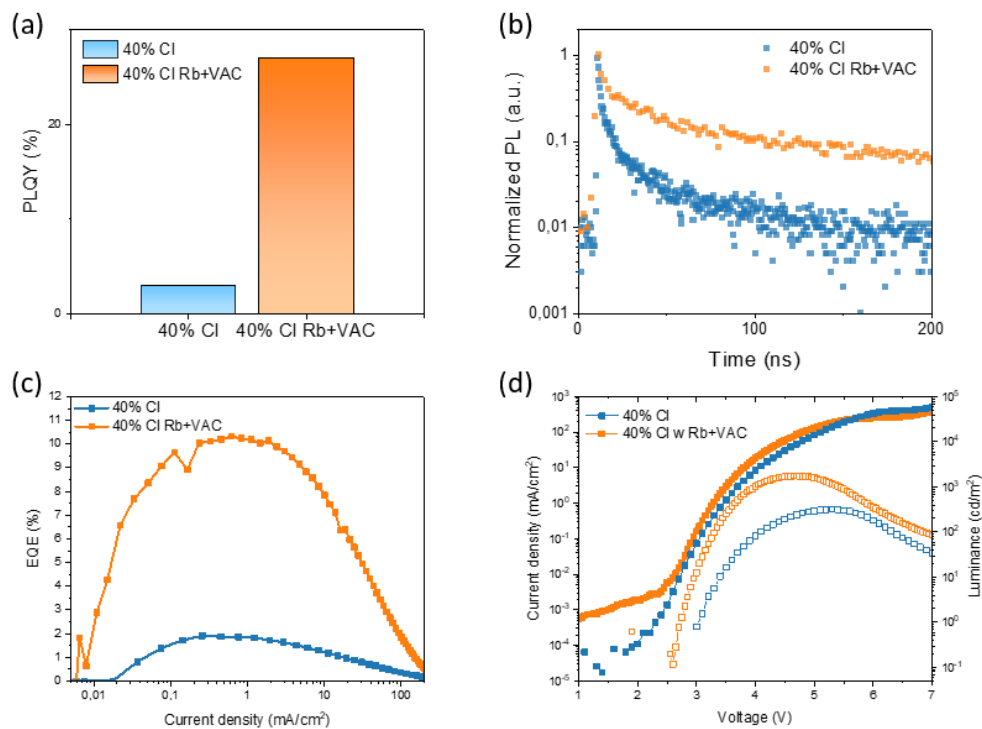 (a)
40% Cl
40% Cl Rb+VAC
PLQY (%)
20
0
40% Cl
40% Cl Rb+VAC
(b)
40% Cl
40% Cl Rb+VAC
Normalized PL (a.u.)
1
0,1
0,01
0,001
0
100
200
Time (ns)
(c)
40% Cl
40% Cl Rb+VAC
EQE (%)
12
11
10
9
8
7
6
5
4
3
2
1
0
0,01
0,1
1
10
100
Current density (mA/cm²)
(d)
40% Cl
40% Cl w Rb+VAC
Current density (mA/cm²)
10³
10²
10¹
10⁰
10⁻¹
10⁻²
10⁻³
10⁻⁴
10⁻⁵
1
2
3
4
5
6
7
Voltage (V)
10⁵
10⁴
10³
10²
10¹
10⁰
10⁻¹
Luminance (cd/m²)